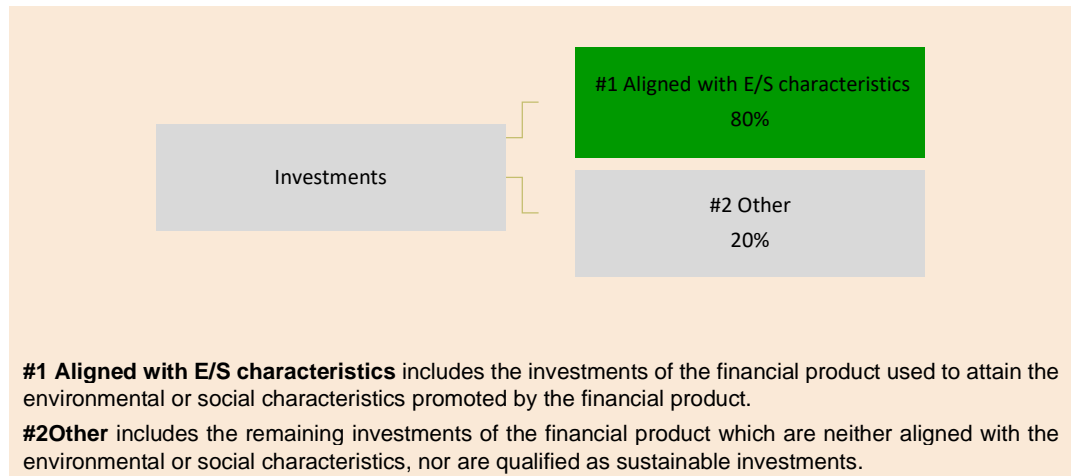 #1 Aligned with E/S characteristics
80%
Investments
#2 Other
20%
#1 Aligned with E/S characteristics includes the investments of the financial product used to attain the
environmental or social characteristics promoted by the financial product.
#2Other includes the remaining investments of the financial product which are neither aligned with the
environmental or social characteristics, nor are qualified as sustainable investments.